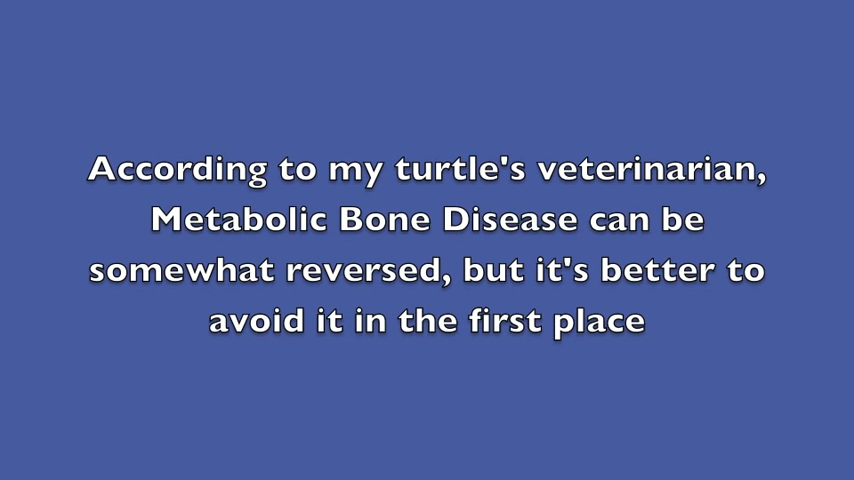 According to my turtle's veterinarian,
Metabolic Bone Disease can be
somewhat reversed, but it's better to
avoid it in the first place